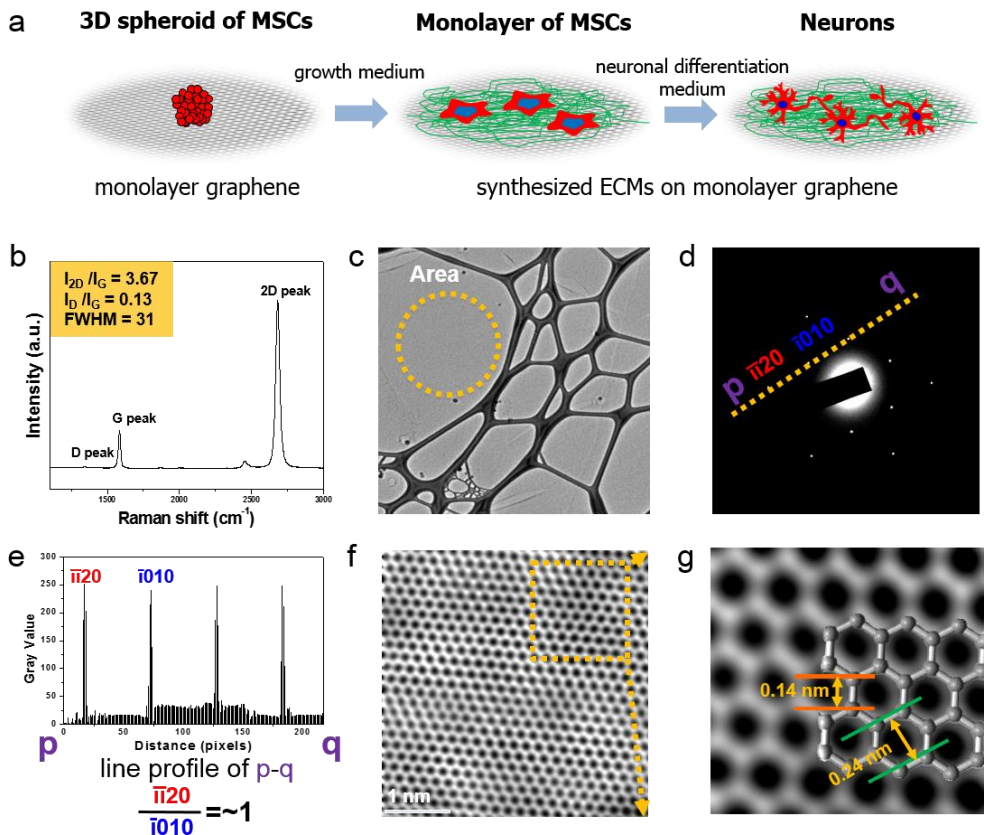 a
3D spheroid of MSCs
Monolayer of MSCs
Neurons
growth medium
neuronal differentiation
medium
monolayer graphene
synthesized ECMs on monolayer graphene
b
I2D /IG = 3.67
ID /IG = 0.13
FWHM = 31
2D peak
G peak
D peak
Intensity (a.u.)
1500
2000
2500
3000
Raman shift (cm-1)
c
Area
d
p
1̄1̄20
1̄010
q
e
300
250
200
150
100
50
0
Gray Value
1̄1̄20
1̄010
0
50
100
150
200
Distance (pixels)
p
q
line profile of p-q
1̄1̄20
1̄010
=~1
f
1 nm
g
0.14 nm
0.24 nm